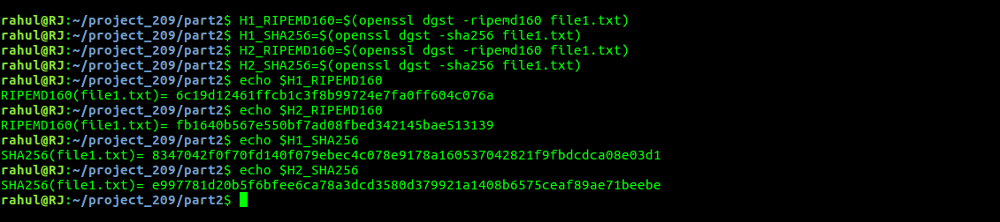 rahul@RJ:~/project_209/part2$ H1_RIPEMD160=$(openssl dgst -ripemd160 file1.txt)
rahul@RJ:~/project_209/part2$ H1_SHA256=$(openssl dgst -sha256 file1.txt)
rahul@RJ:~/project_209/part2$ H2_RIPEMD160=$(openssl dgst -ripemd160 file1.txt)
rahul@RJ:~/project_209/part2$ H2_SHA256=$(openssl dgst -sha256 file1.txt)
rahul@RJ:~/project_209/part2$ echo $H1_RIPEMD160
RIPEMD160(file1.txt)= 6c19d12461ffcb1c3f8b99724e7fa0ff604c076a
rahul@RJ:~/project_209/part2$ echo $H2_RIPEMD160
RIPEMD160(file1.txt)= fb1640b567e550bf7ad08fbed342145bae513139
rahul@RJ:~/project_209/part2$ echo $H1_SHA256
SHA256(file1.txt)= 8347042f0f70fd140f079ebec4c078e9178a160537042821f9fbdcdca08e03d1
rahul@RJ:~/project_209/part2$ echo $H2_SHA256
SHA256(file1.txt)= e997781d20b5f6bfee6ca78a3dcd3580d379921a1408b6575ceaf89ae71beebe
rahul@RJ:~/project_209/part2$